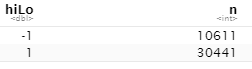 hiLo n
<dbl> <int>
-1 10611
1 30441